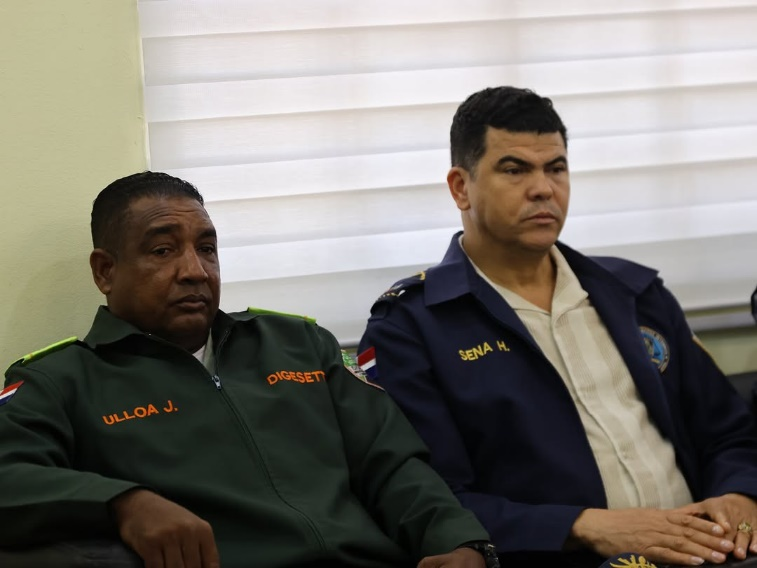 ULLOA J.
DIGESETT
SENA H.